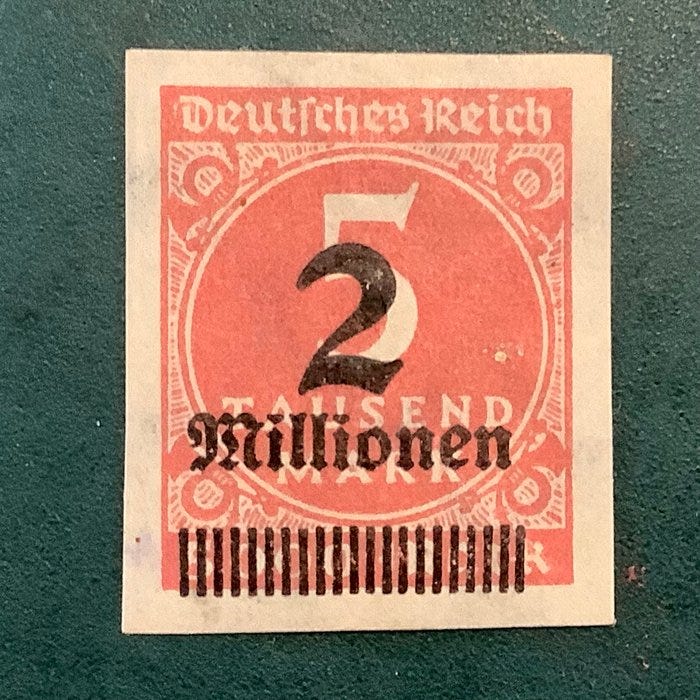 Deutsches Reich
5
2
TAUSEND
Millionen
MARK